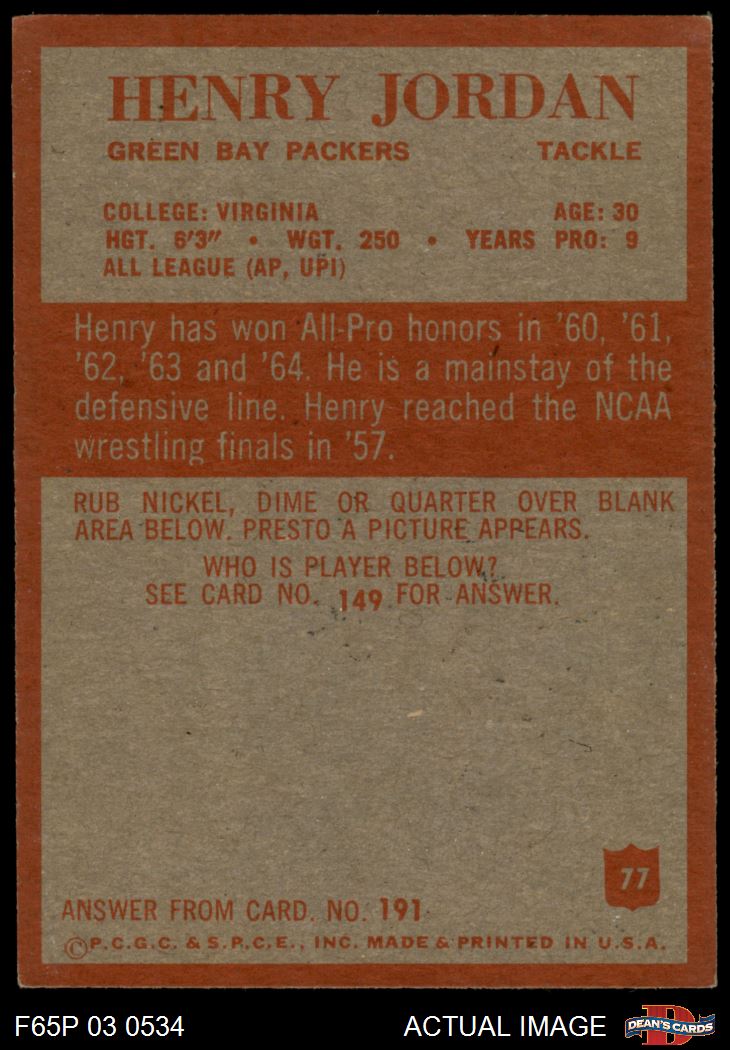 HENRY JORDAN
GREEN BAY PACKERS TACKLE
COLLEGE: VIRGINIA AGE: 30
HGT. 6'3" • WGT. 250 • YEARS PRO: 9
ALL LEAGUE (AP, UPI)
Henry has won All-Pro honors in '60, '61,
'62, '63 and '64. He is a mainstay of the
defensive line. Henry reached the NCAA
wrestling finals in '57.
RUB NICKEL, DIME OR QUARTER OVER BLANK
AREA BELOW. PRESTO A PICTURE APPEARS.
WHO IS PLAYER BELOW?
SEE CARD NO. 149 FOR ANSWER.
77
ANSWER FROM CARD. NO. 191
©P.C.G.C. & S.P.C.E., INC. MADE & PRINTED IN U.S.A.
F65P 03 0534 ACTUAL IMAGE D DEAN'S CARDS